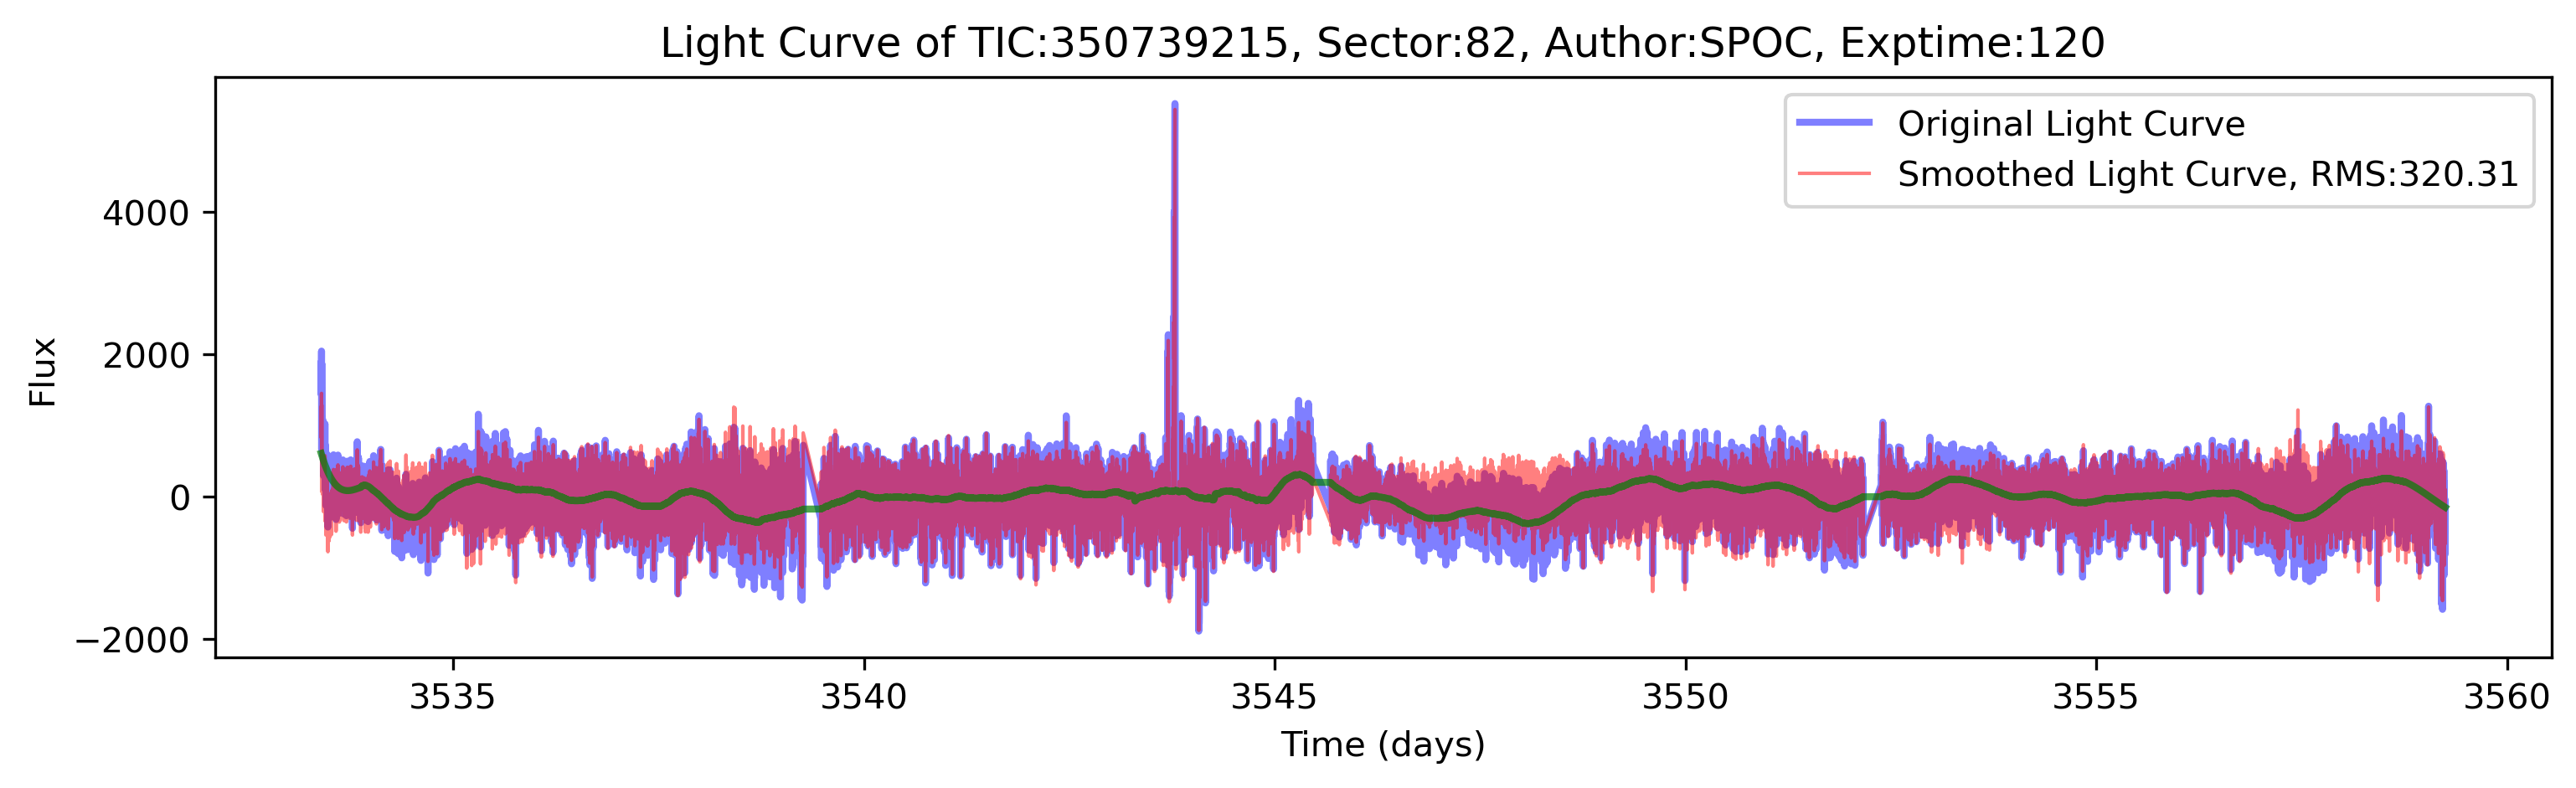 Light Curve of TIC:350739215, Sector:82, Author:SPOC, Exptime:120
Original Light Curve
Smoothed Light Curve, RMS:320.31
Flux
4000
2000
0
−2000
3535 3540 3545 3550 3555 3560
Time (days)